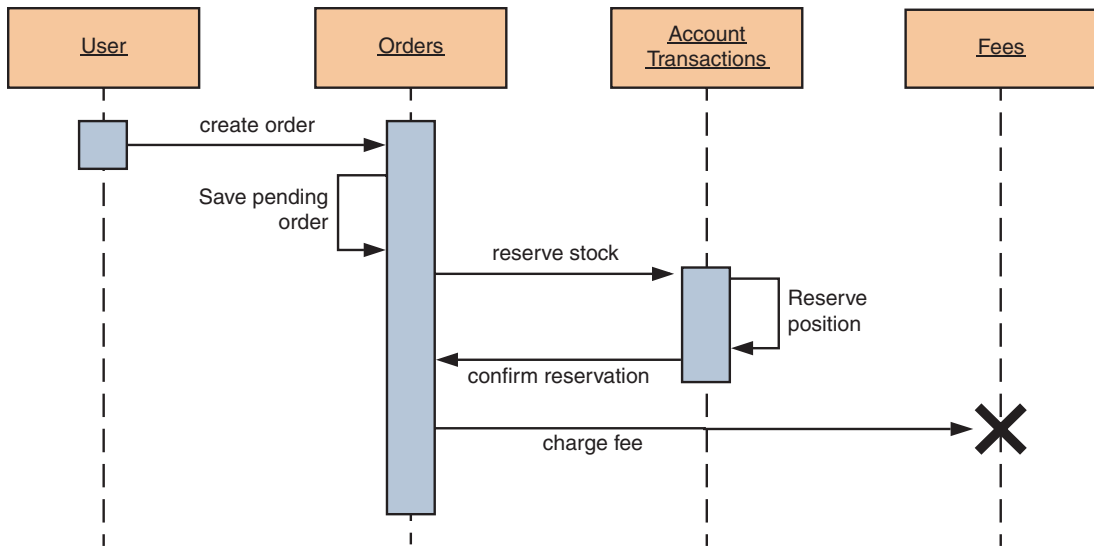 User
Orders
Account
Transactions
Fees
create order
Save pending
order
reserve stock
Reserve
position
confirm reservation
charge fee